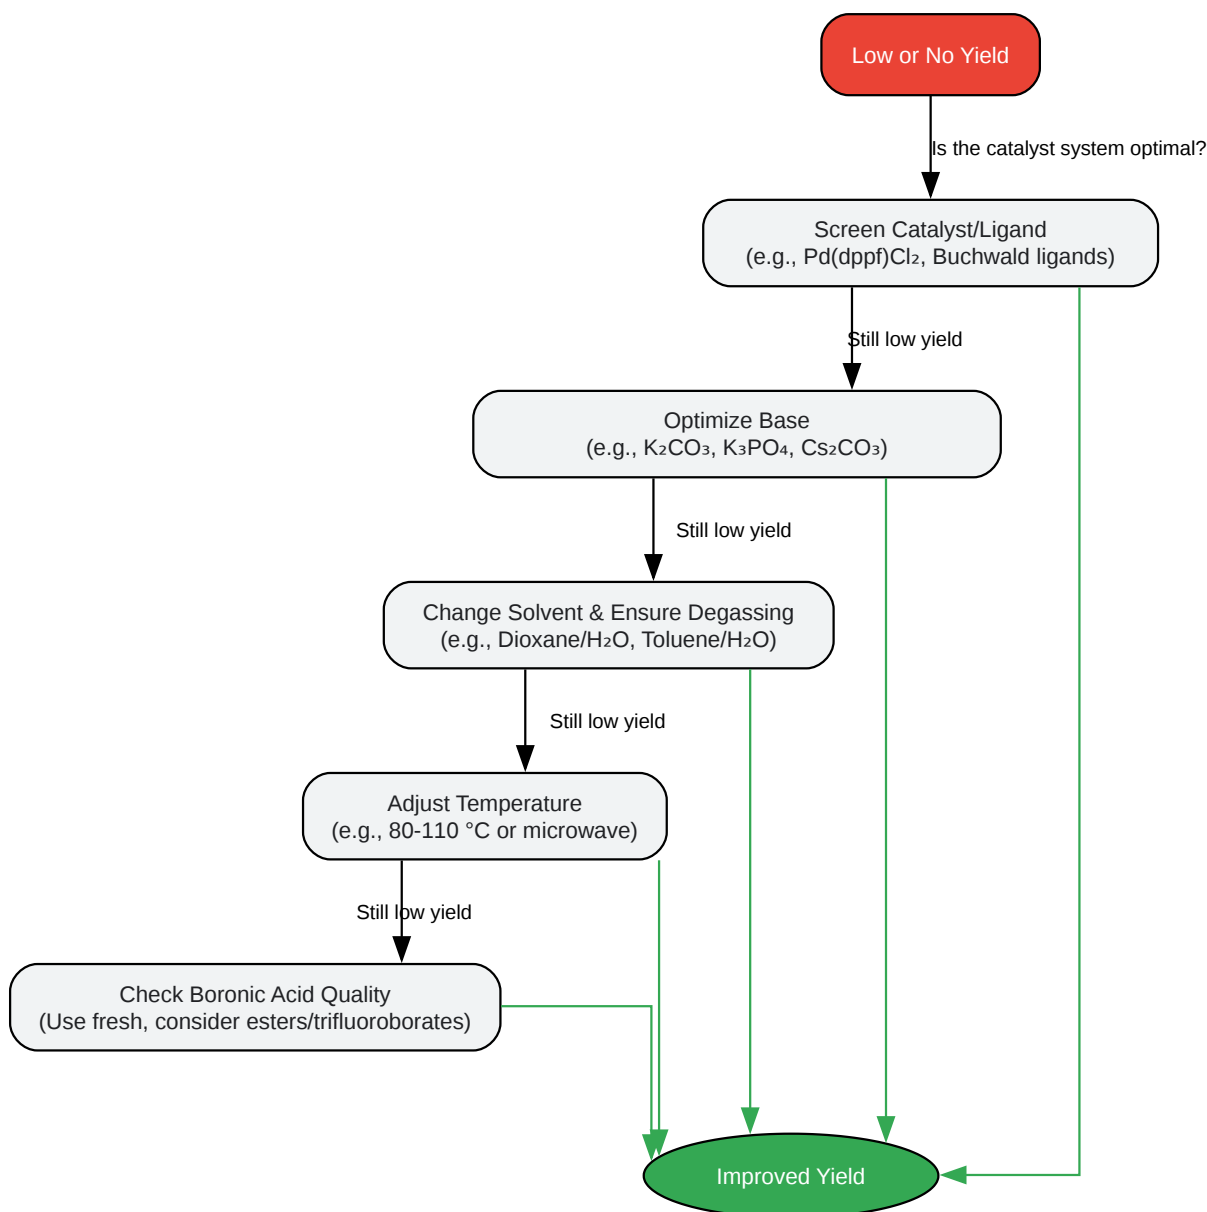 Low or No Yield
Is the catalyst system optimal?
Screen Catalyst/Ligand
(e.g., Pd(dppf)Cl₂, Buchwald ligands)
Still low yield
Optimize Base
(e.g., K₂CO₃, K₃PO₄, Cs₂CO₃)
Still low yield
Change Solvent & Ensure Degassing
(e.g., Dioxane/H₂O, Toluene/H₂O)
Still low yield
Adjust Temperature
(e.g., 80-110 °C or microwave)
Still low yield
Check Boronic Acid Quality
(Use fresh, consider esters/trifluoroborates)
Improved Yield